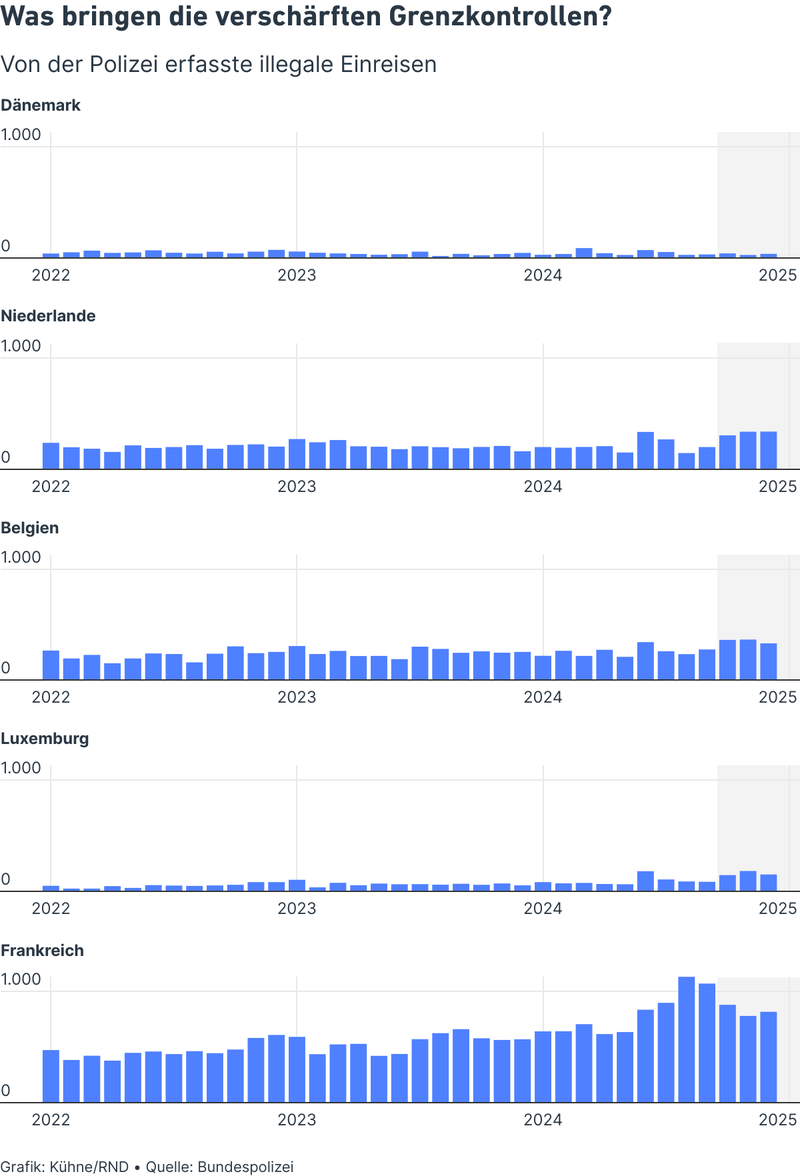 Was bringen die verschärften Grenzkontrollen?
Von der Polizei erfasste illegale Einreisen
Dänemark
1.000
0
2022 2023 2024 2025
Niederlande
1.000
0
2022 2023 2024 2025
Belgien
1.000
0
2022 2023 2024 2025
Luxemburg
1.000
0
2022 2023 2024 2025
Frankreich
1.000
0
2022 2023 2024 2025
Grafik: Kühne/RND • Quelle: Bundespolizei